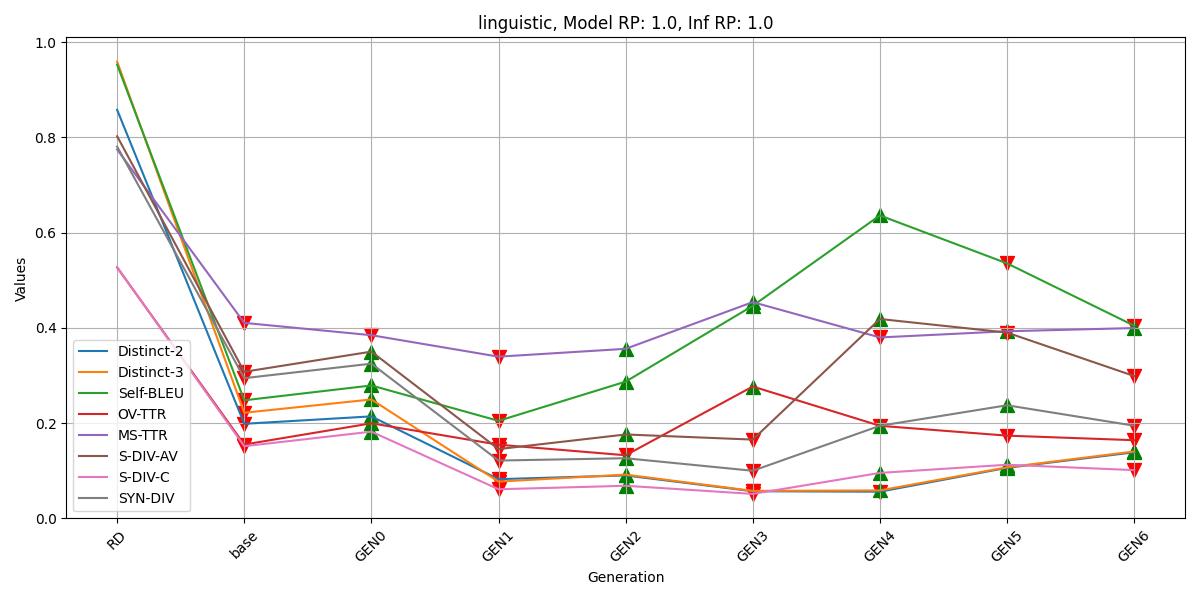 linguistic, Model RP: 1.0, Inf RP: 1.0
Values
1.0
0.8
0.6
0.4
0.2
0.0
Distinct-2
Distinct-3
Self-BLEU
OV-TTR
MS-TTR
S-DIV-AV
S-DIV-C
SYN-DIV
RD
base
GEN0
GEN1
GEN2
GEN3
GEN4
GEN5
GEN6
Generation